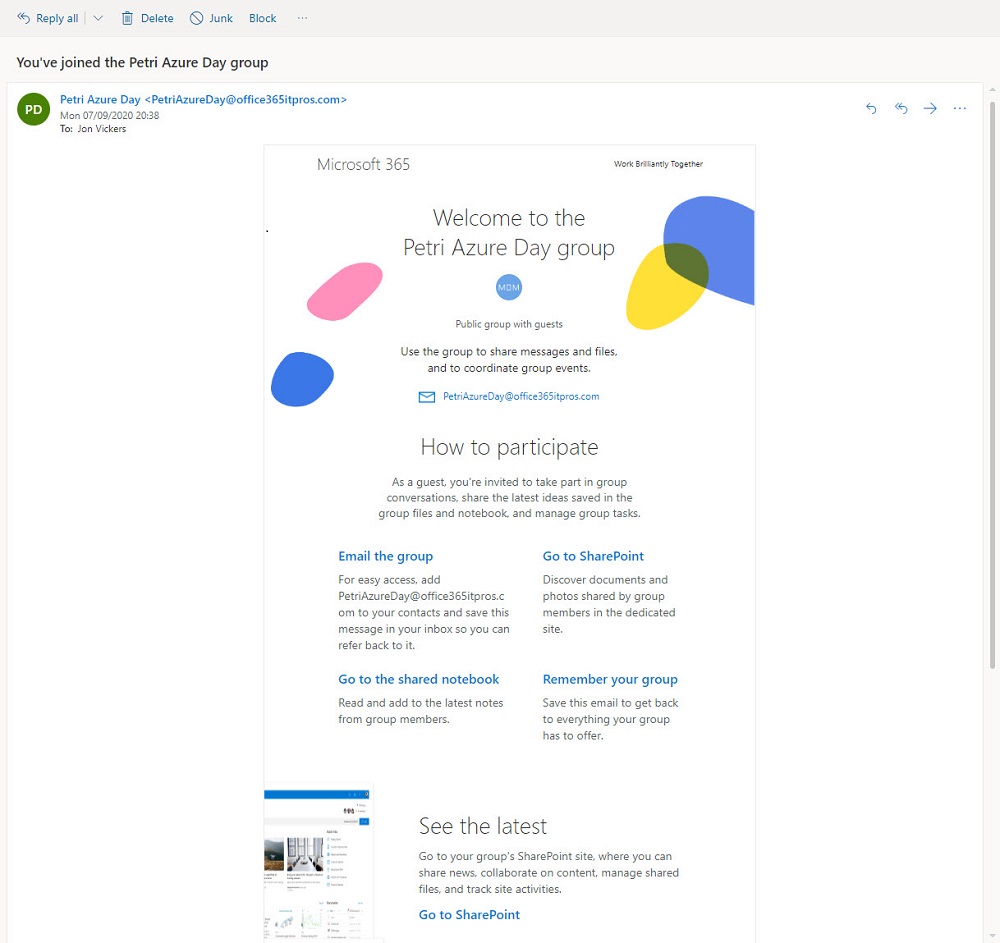 Reply all
Delete
Junk
Block
You've joined the Petri Azure Day group
PD
Petri Azure Day <PetriAzureDay@office365itpros.com>
Mon 07/09/2020 20:38
To: Jon Vickers
Microsoft 365
Work Brilliantly Together
Welcome to the
Petri Azure Day group
MDM
Public group with guests
Use the group to share messages and files,
and to coordinate group events.
PetriAzureDay@office365itpros.com
How to participate
As a guest, you're invited to take part in group
conversations, share the latest ideas saved in the
group files and notebook, and manage group tasks.
Email the group
For easy access, add
PetriAzureDay@office365itpros.c
om to your contacts and save this
message in your inbox so you can
refer back to it.
Go to SharePoint
Discover documents and
photos shared by group
members in the dedicated
site.
Go to the shared notebook
Read and add to the latest notes
from group members.
Remember your group
Save this email to get back
to everything your group
has to offer.
See the latest
Go to your group's SharePoint site, where you can
share news, collaborate on content, manage shared
files, and track site activities.
Go to SharePoint